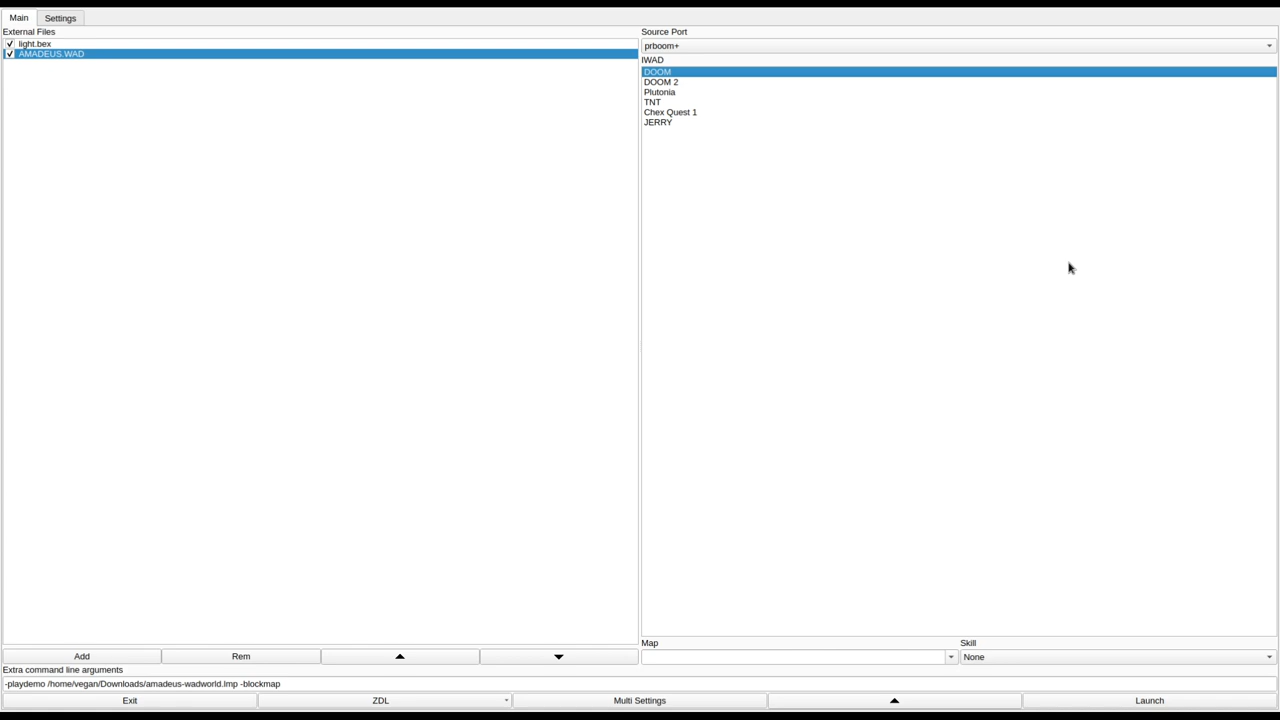 Main Settings
External Files
light.bex
AMADEUS.WAD
Source Port
prboom+
IWAD
DOOM
DOOM 2
Plutonia
TNT
Chex Quest 1
JERRY
Map Skill
None
Add Rem
Extra command line arguments
-playdemo /home/vegan/Downloads/amadeus-wadworld.lmp -blockmap
Exit ZDL Multi Settings Launch